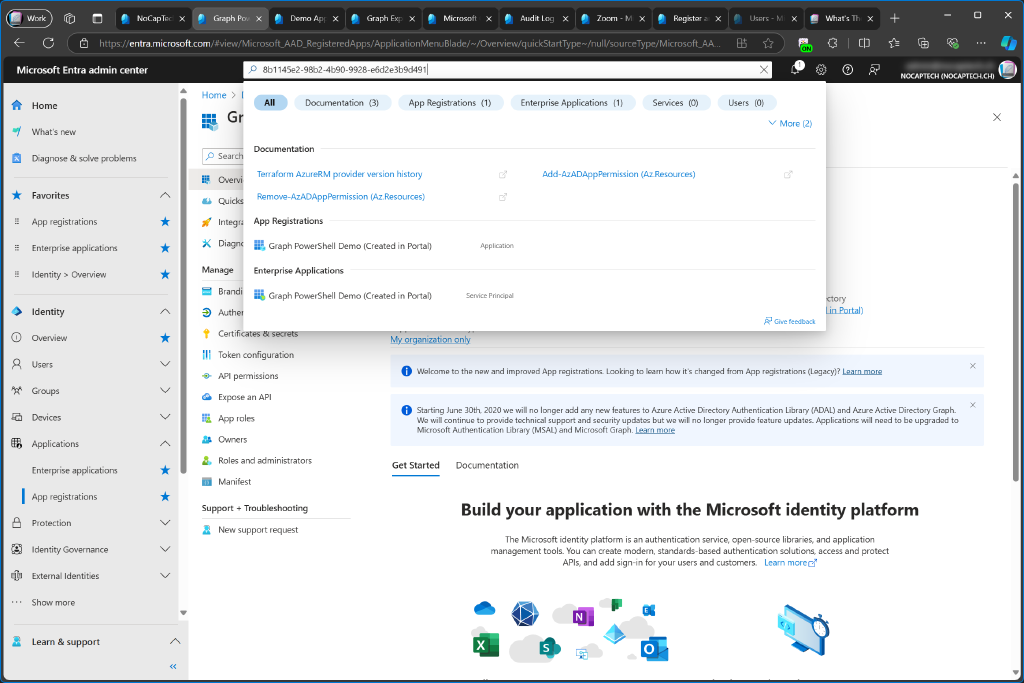 Work
NoCapTec
Graph Pow
Demo App
Graph Exp
Microsoft
Audit Log
Zoom - M
Register a
Users - M
What's Th
https://entra.microsoft.com/#view/Microsoft_AAD_RegisteredApps/ApplicationMenuBlade/~/Overview/quickStartType~/null/sourceType/Microsoft_AA...
ON
Microsoft Entra admin center
8b1145e2-98b2-4b90-9928-e6d2e3b9d491
1
NOCAPTECH (NOCAPTECH.CH)
All
Documentation (3)
App Registrations (1)
Enterprise Applications (1)
Services (0)
Users (0)
More (2)
Documentation
Terraform AzureRM provider version history
Add-AzADAppPermission (Az.Resources)
Remove-AzADAppPermission (Az.Resources)
App Registrations
Graph PowerShell Demo (Created in Portal)
Application
Enterprise Applications
Graph PowerShell Demo (Created in Portal)
Service Principal
Give feedback
Home
What's new
Diagnose & solve problems
Favorites
App registrations
Enterprise applications
Identity > Overview
Identity
Overview
Users
Groups
Devices
Applications
Enterprise applications
App registrations
Protection
Identity Governance
External Identities
Show more
Learn & support
Home >
Gr
Search
Overvi
Quicks
Integra
Diagno
Manage
Brandi
Auther
Certificates & secrets
Token configuration
API permissions
Expose an API
App roles
Owners
Roles and administrators
Manifest
Support + Troubleshooting
New support request
ctory
l in Portal)
My organization only
Welcome to the new and improved App registrations. Looking to learn how it's changed from App registrations (Legacy)? Learn more
Starting June 30th, 2020 we will no longer add any new features to Azure Active Directory Authentication Library (ADAL) and Azure Active Directory Graph.
We will continue to provide technical support and security updates but we will no longer provide feature updates. Applications will need to be upgraded to
Microsoft Authentication Library (MSAL) and Microsoft Graph. Learn more
Get Started
Documentation
Build your application with the Microsoft identity platform
The Microsoft identity platform is an authentication service, open-source libraries, and application
management tools. You can create modern, standards-based authentication solutions, access and protect
APIs, and add sign-in for your users and customers. Learn more